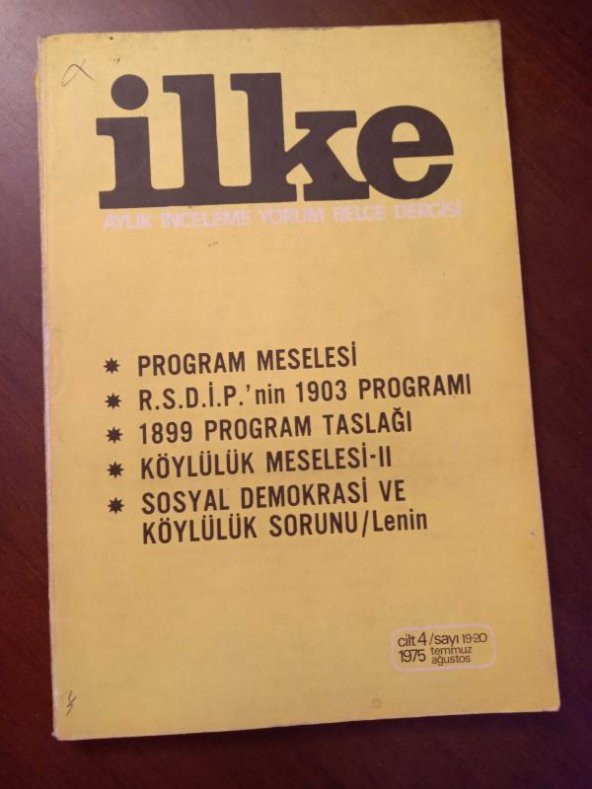 ilke
AYLIK İNCELEME YORUM BELGE DERGİSİ
* PROGRAM MESELESİ
* R.S.D.İ.P.'nin 1903 PROGRAMI
* 1899 PROGRAM TASLAĞI
* KÖYLÜLÜK MESELESİ-II
* SOSYAL DEMOKRASİ VE
KÖYLÜLÜK SORUNU/Lenin
cilt 4/sayı 19-20
1975 temmuz
ağustos